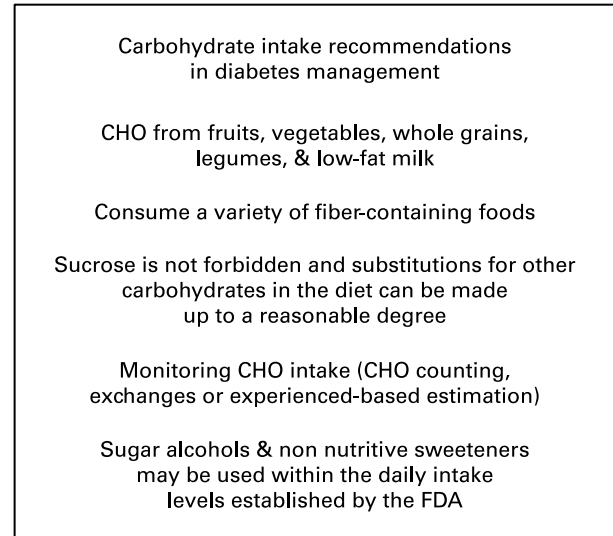 Carbohydrate intake recommendations
in diabetes management
CHO from fruits, vegetables, whole grains,
legumes, & low-fat milk
Consume a variety of fiber-containing foods
Sucrose is not forbidden and substitutions for other
carbohydrates in the diet can be made
up to a reasonable degree
Monitoring CHO intake (CHO counting,
exchanges or experienced-based estimation)
Sugar alcohols & non nutritive sweeteners
may be used within the daily intake
levels established by the FDA